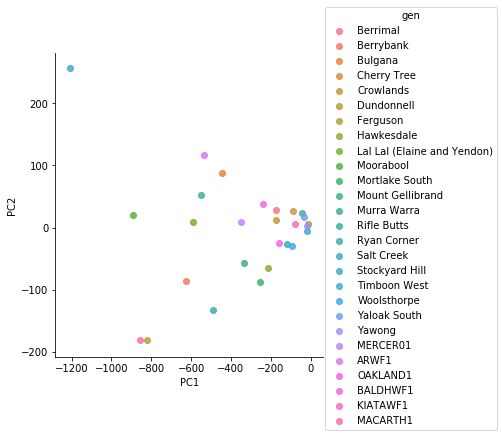 gen
Berrimal
Berrybank
Bulgana
Cherry Tree
Crowlands
Dundonnell
Ferguson
Hawkesdale
Lal Lal (Elaine and Yendon)
Moorabool
Mortlake South
Mount Gellibrand
Murra Warra
Rifle Butts
Ryan Corner
Salt Creek
Stockyard Hill
Timboon West
Woolsthorpe
Yaloak South
Yawong
MERCER01
ARWF1
OAKLAND1
BALDHWF1
KIATAWF1
MACARTH1
200
100
0
−100
−200
PC2
−1200 −1000 −800 −600 −400 −200 0
PC1